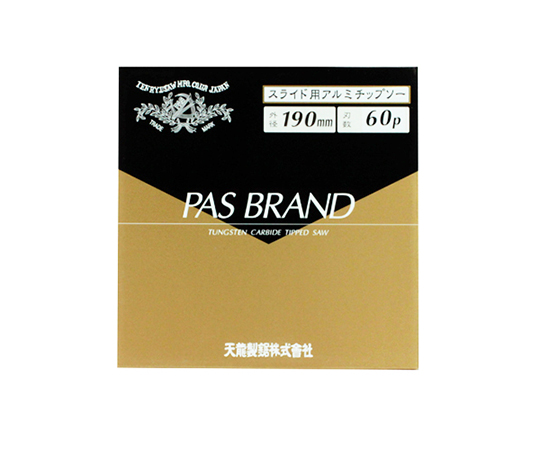 TENRYU SAW MFG. CO., LTD. JAPAN
TRADE MARK
スライド用アルミチップソー
外径 190mm 刃数 60p
PAS BRAND
TUNGSTEN CARBIDE TIPPED SAW
天龍製鋸株式會社